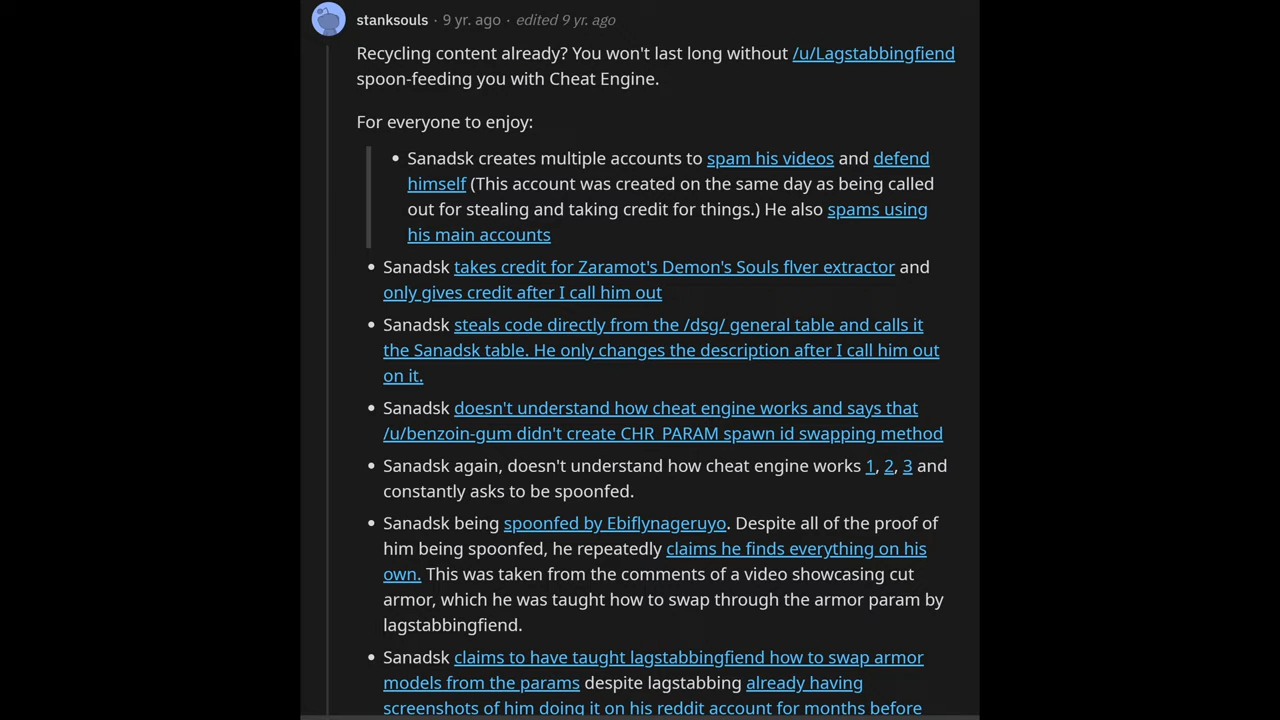 stanksouls · 9 yr. ago · edited 9 yr. ago
Recycling content already? You won't last long without /u/Lagstabbingfiend
spoon-feeding you with Cheat Engine.
For everyone to enjoy:
• Sanadsk creates multiple accounts to spam his videos and defend
himself (This account was created on the same day as being called
out for stealing and taking credit for things.) He also spams using
his main accounts
• Sanadsk takes credit for Zaramot's Demon's Souls flver extractor and
only gives credit after I call him out
• Sanadsk steals code directly from the /dsg/ general table and calls it
the Sanadsk table. He only changes the description after I call him out
on it.
• Sanadsk doesn't understand how cheat engine works and says that
/u/benzoin-gum didn't create CHR_PARAM spawn id swapping method
• Sanadsk again, doesn't understand how cheat engine works 1, 2, 3 and
constantly asks to be spoonfed.
• Sanadsk being spoonfed by Ebiflynageruyo. Despite all of the proof of
him being spoonfed, he repeatedly claims he finds everything on his
own. This was taken from the comments of a video showcasing cut
armor, which he was taught how to swap through the armor param by
lagstabbingfiend.
• Sanadsk claims to have taught lagstabbingfiend how to swap armor
models from the params despite lagstabbing already having
screenshots of him doing it on his reddit account for months before